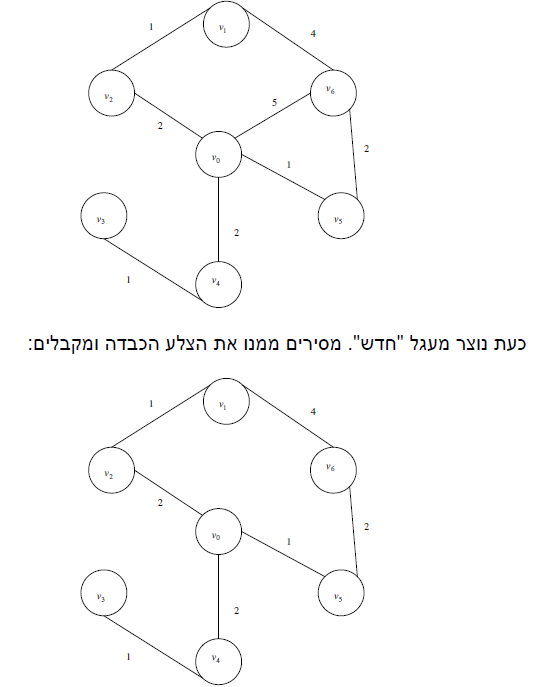 v₁
1
4
v₂
v₆
5
2
v₀
1
2
v₃
v₅
2
1
v₄
כעת נוצר מעגל "חדש". מסירים ממנו את הצלע הכבדה ומקבלים:
v₁
1
4
v₂
v₆
2
v₀
2
1
v₃
v₅
2
1
v₄